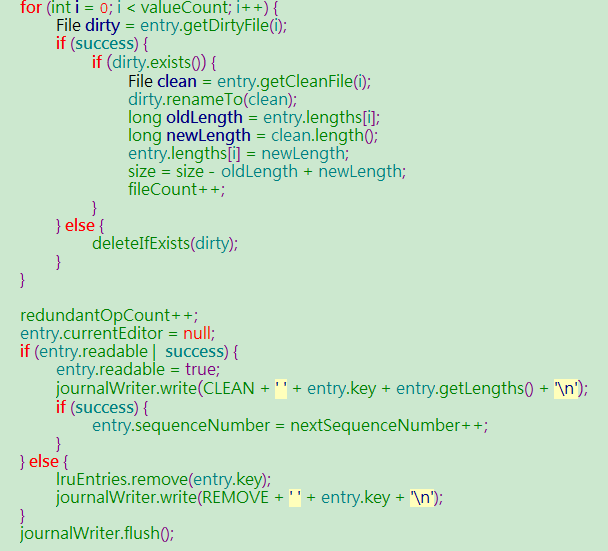 for (int i = 0; i < valueCount; i++) {
File dirty = entry.getDirtyFile(i);
if (success) {
if (dirty.exists()) {
File clean = entry.getCleanFile(i);
dirty.renameTo(clean);
long oldLength = entry.lengths[i];
long newLength = clean.length();
entry.lengths[i] = newLength;
size = size - oldLength + newLength;
fileCount++;
}
} else {
deleteIfExists(dirty);
}
}
redundantOpCount++;
entry.currentEditor = null;
if (entry.readable | success) {
entry.readable = true;
journalWriter.write(CLEAN + ' ' + entry.key + entry.getLengths() + '\n');
if (success) {
entry.sequenceNumber = nextSequenceNumber++;
}
} else {
lruEntries.remove(entry.key);
journalWriter.write(REMOVE + ' ' + entry.key + '\n');
}
journalWriter.flush();